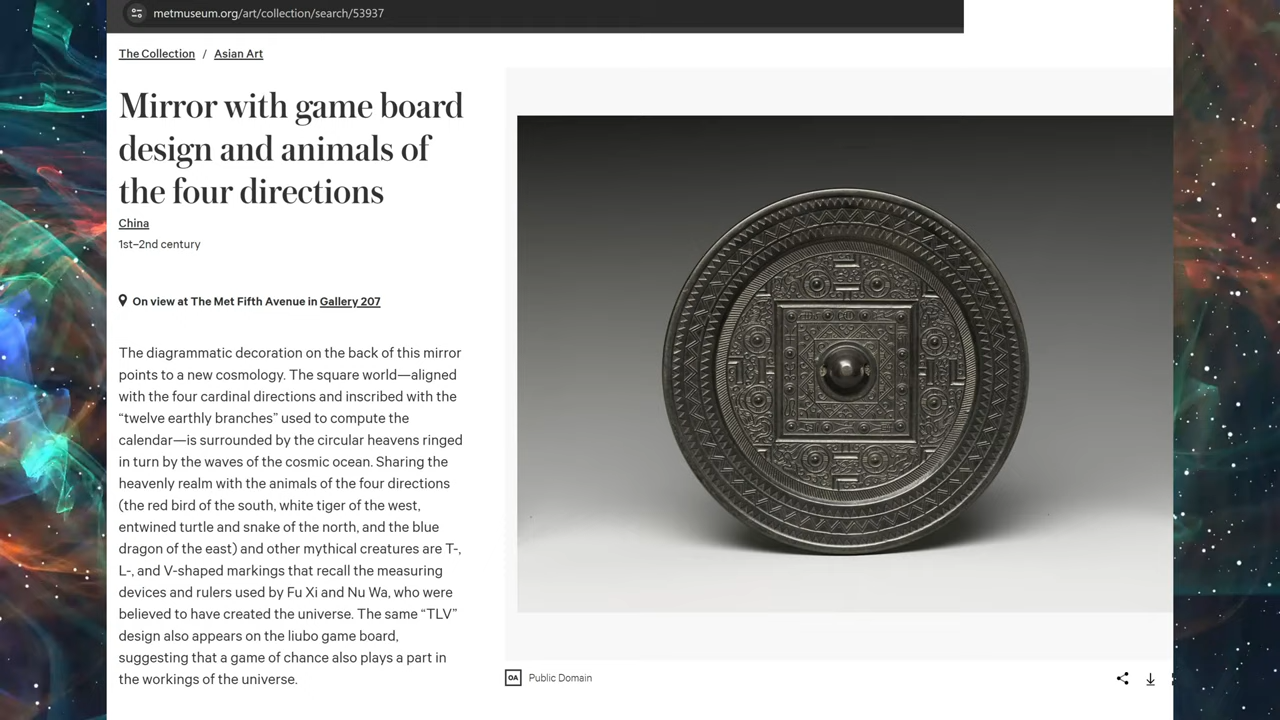 metmuseum.org/art/collection/search/53937
The Collection / Asian Art
Mirror with game board
design and animals of
the four directions
China
1st–2nd century
On view at The Met Fifth Avenue in Gallery 207
The diagrammatic decoration on the back of this mirror
points to a new cosmology. The square world—aligned
with the four cardinal directions and inscribed with the
“twelve earthly branches” used to compute the
calendar—is surrounded by the circular heavens ringed
in turn by the waves of the cosmic ocean. Sharing the
heavenly realm with the animals of the four directions
(the red bird of the south, white tiger of the west,
entwined turtle and snake of the north, and the blue
dragon of the east) and other mythical creatures are T-,
L-, and V-shaped markings that recall the measuring
devices and rulers used by Fu Xi and Nu Wa, who were
believed to have created the universe. The same “TLV”
design also appears on the liubo game board,
suggesting that a game of chance also plays a part in
the workings of the universe.
OA Public Domain